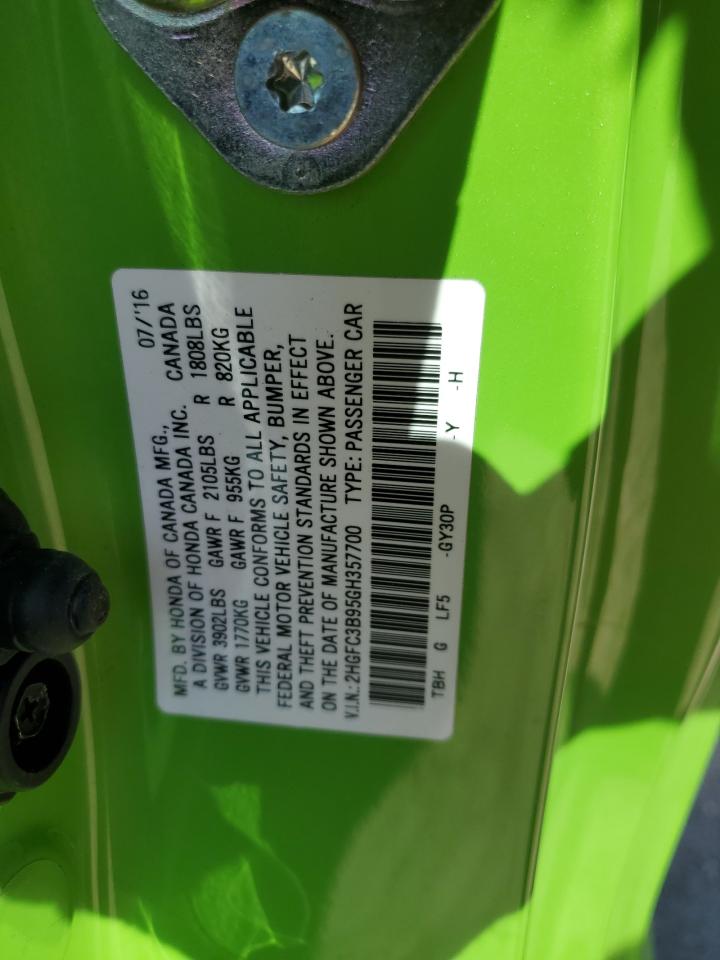 MFD. BY HONDA OF CANADA MFG., 07/'16
A DIVISION OF HONDA CANADA INC. CANADA
GVWR 3902LBS GAWR F 2105LBS R 1808LBS
GVWR 1770KG GAWR F 955KG R 820KG
THIS VEHICLE CONFORMS TO ALL APPLICABLE
FEDERAL MOTOR VEHICLE SAFETY, BUMPER,
AND THEFT PREVENTION STANDARDS IN EFFECT
ON THE DATE OF MANUFACTURE SHOWN ABOVE.
V.I.N.:2HGFC3B95GH357700 TYPE: PASSENGER CAR
TBH G LF5 -GY30P -Y -H